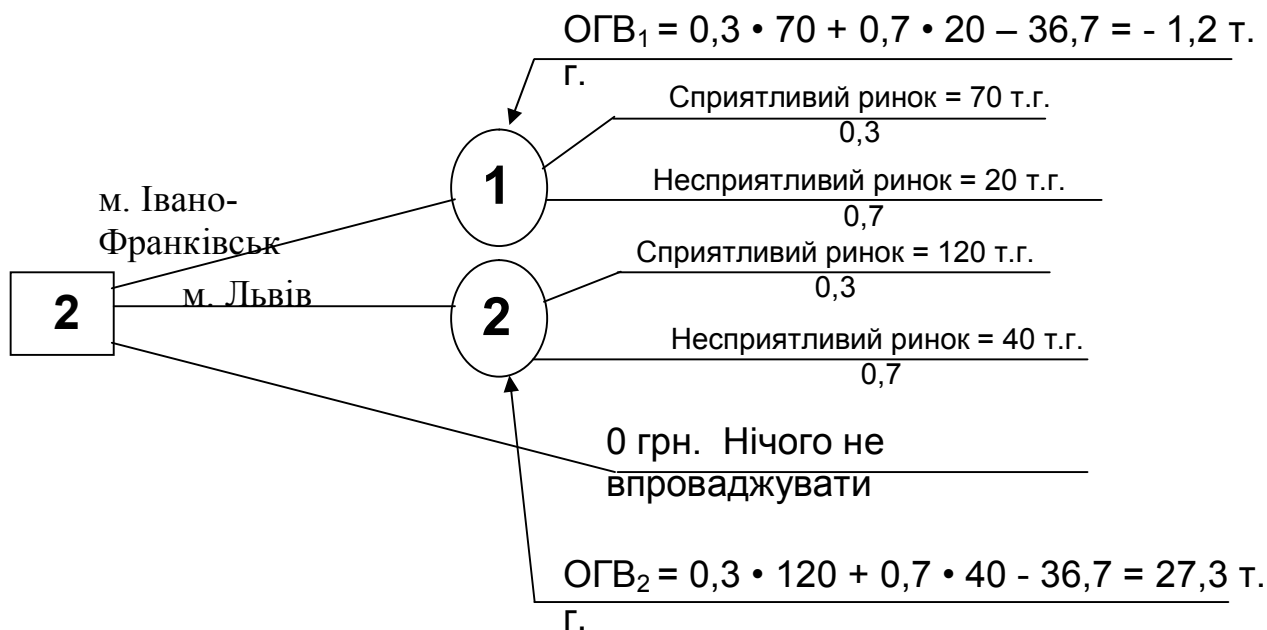 ОГВ₁ = 0,3 • 70 + 0,7 • 20 – 36,7 = - 1,2 т.
г.
Сприятливий ринок = 70 т.г.
0,3
1
Несприятливий ринок = 20 т.г.
0,7
м. Івано-
Франківськ
Сприятливий ринок = 120 т.г.
0,3
2
м. Львів
2
Несприятливий ринок = 40 т.г.
0,7
0 грн. Нічого не
впроваджувати
ОГВ₂ = 0,3 • 120 + 0,7 • 40 - 36,7 = 27,3 т.
г.